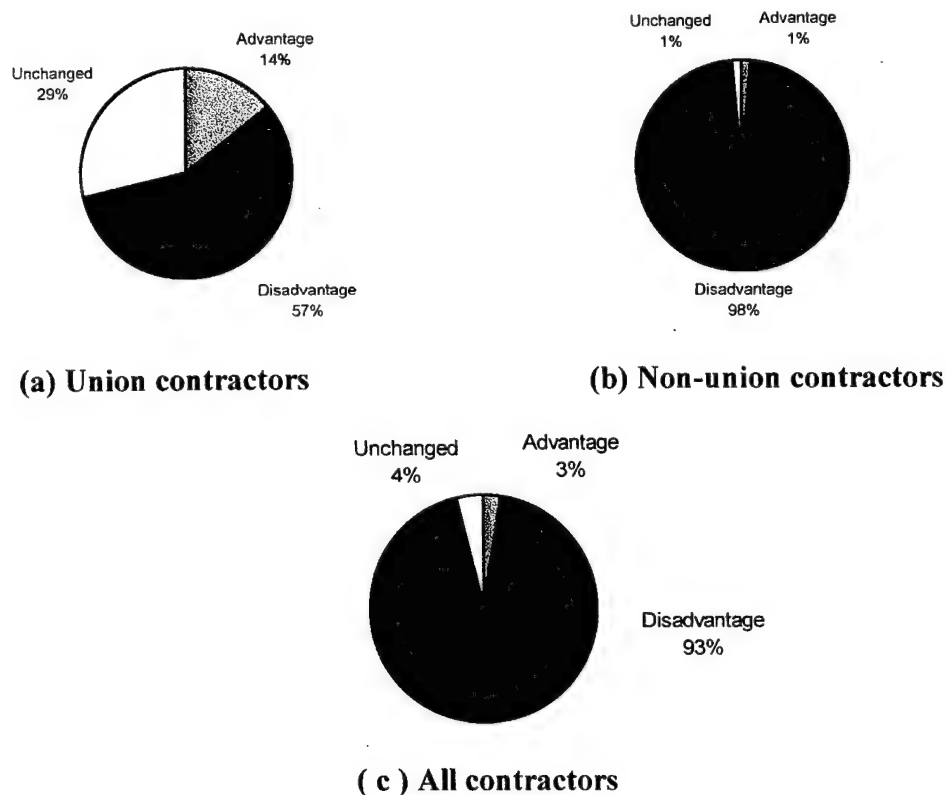 Unchanged
29%
Advantage
14%
Disadvantage
57%
(a) Union contractors
Unchanged
1%
Advantage
1%
Disadvantage
98%
(b) Non-union contractors
Unchanged
4%
Advantage
3%
Disadvantage
93%
( c ) All contractors